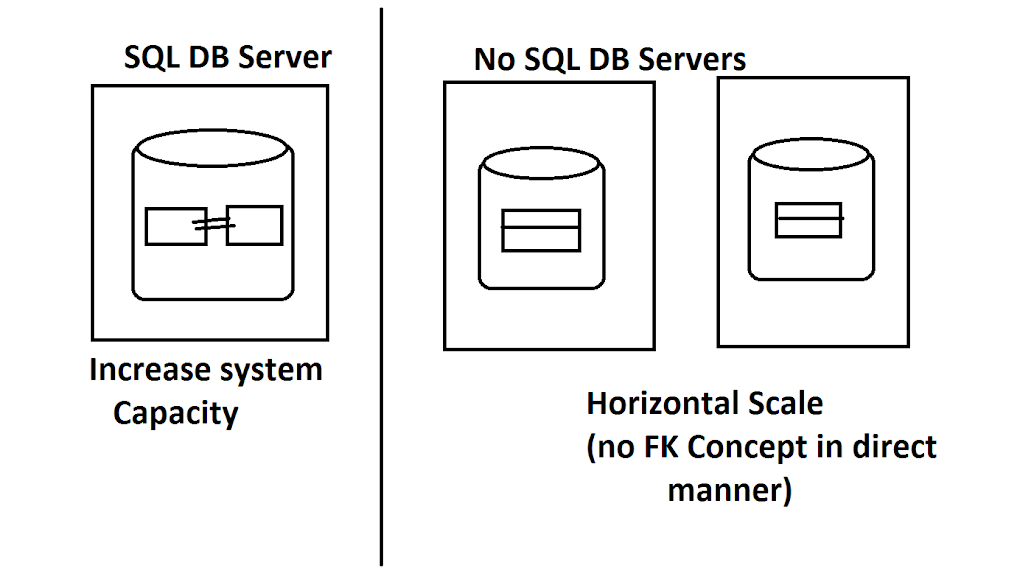 SQL DB Server
Increase system
Capacity
No SQL DB Servers
Horizontal Scale
(no FK Concept in direct
manner)